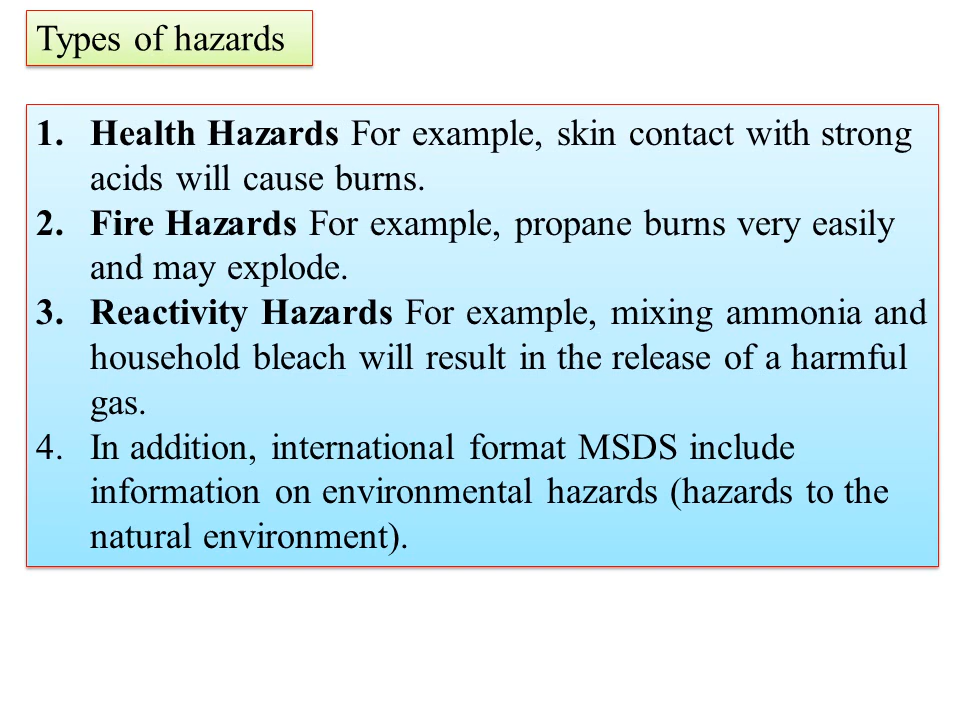 Types of hazards
1. Health Hazards For example, skin contact with strong
acids will cause burns.
2. Fire Hazards For example, propane burns very easily
and may explode.
3. Reactivity Hazards For example, mixing ammonia and
household bleach will result in the release of a harmful
gas.
4. In addition, international format MSDS include
information on environmental hazards (hazards to the
natural environment).